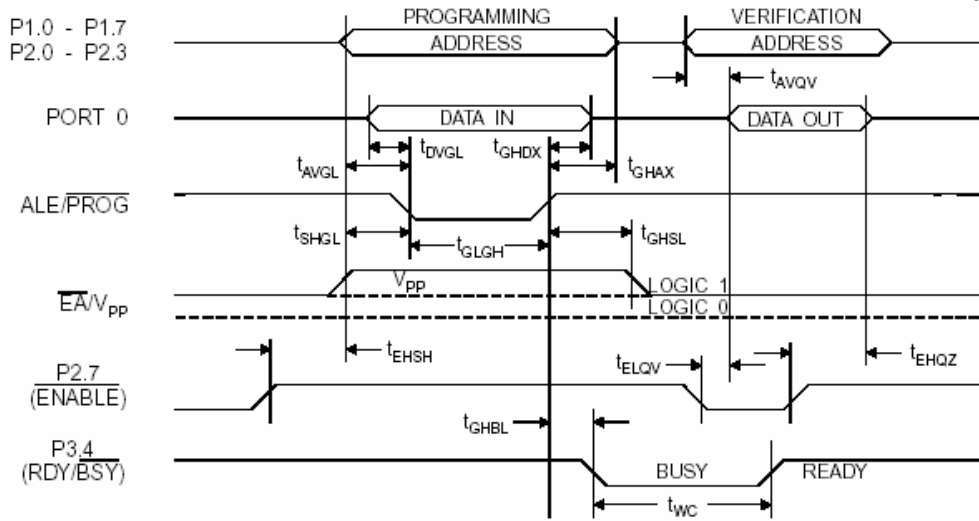 PROGRAMMING VERIFICATION
P1.0 - P1.7
P2.0 - P2.3
ADDRESS ADDRESS
tAVQV
PORT 0
DATA IN DATA OUT
tDVGL tGHDX
tAVGL tGHAX
ALE/PROG
tSHGL tGLGH tGHSL
VPP LOGIC 1
EA/VPP
LOGIC 0
tEHSH tELQV tEHQZ
P2.7
(ENABLE)
tGHBL
P3.4
(RDY/BSY)
BUSY READY
tWC